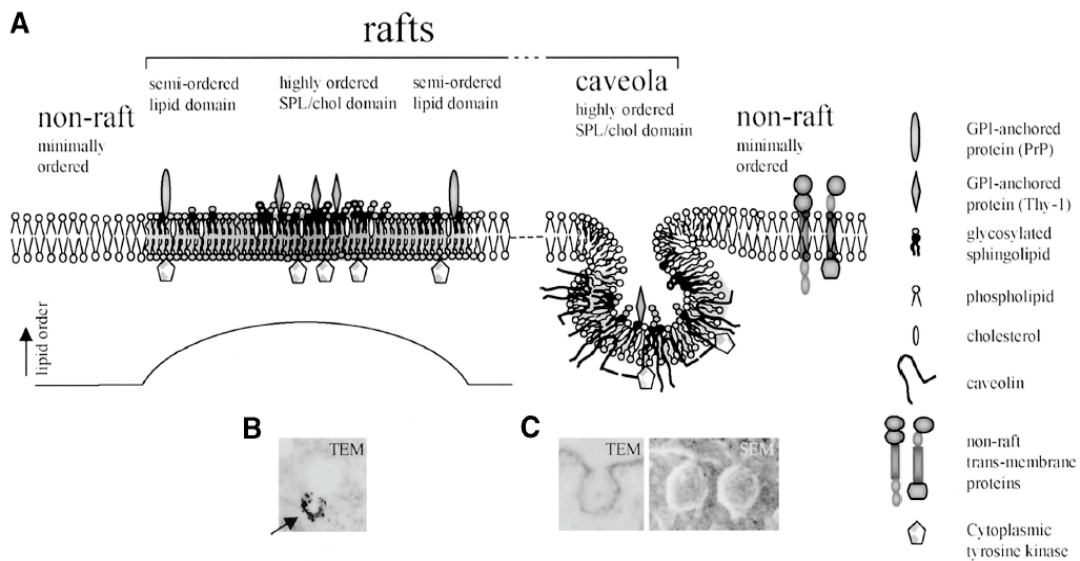 A
rafts
semi-ordered
lipid domain
highly ordered
SPL/chol domain
semi-ordered
lipid domain
caveola
highly ordered
SPL/chol domain
non-raft
minimally
ordered
non-raft
minimally
ordered
lipid order
GPI-anchored
protein (PrP)
GPI-anchored
protein (Thy-1)
glycosylated
sphingolipid
phospholipid
cholesterol
caveolin
non-raft
trans-membrane
proteins
Cytoplasmic
tyrosine kinase
B
TEM
C
TEM
SEM